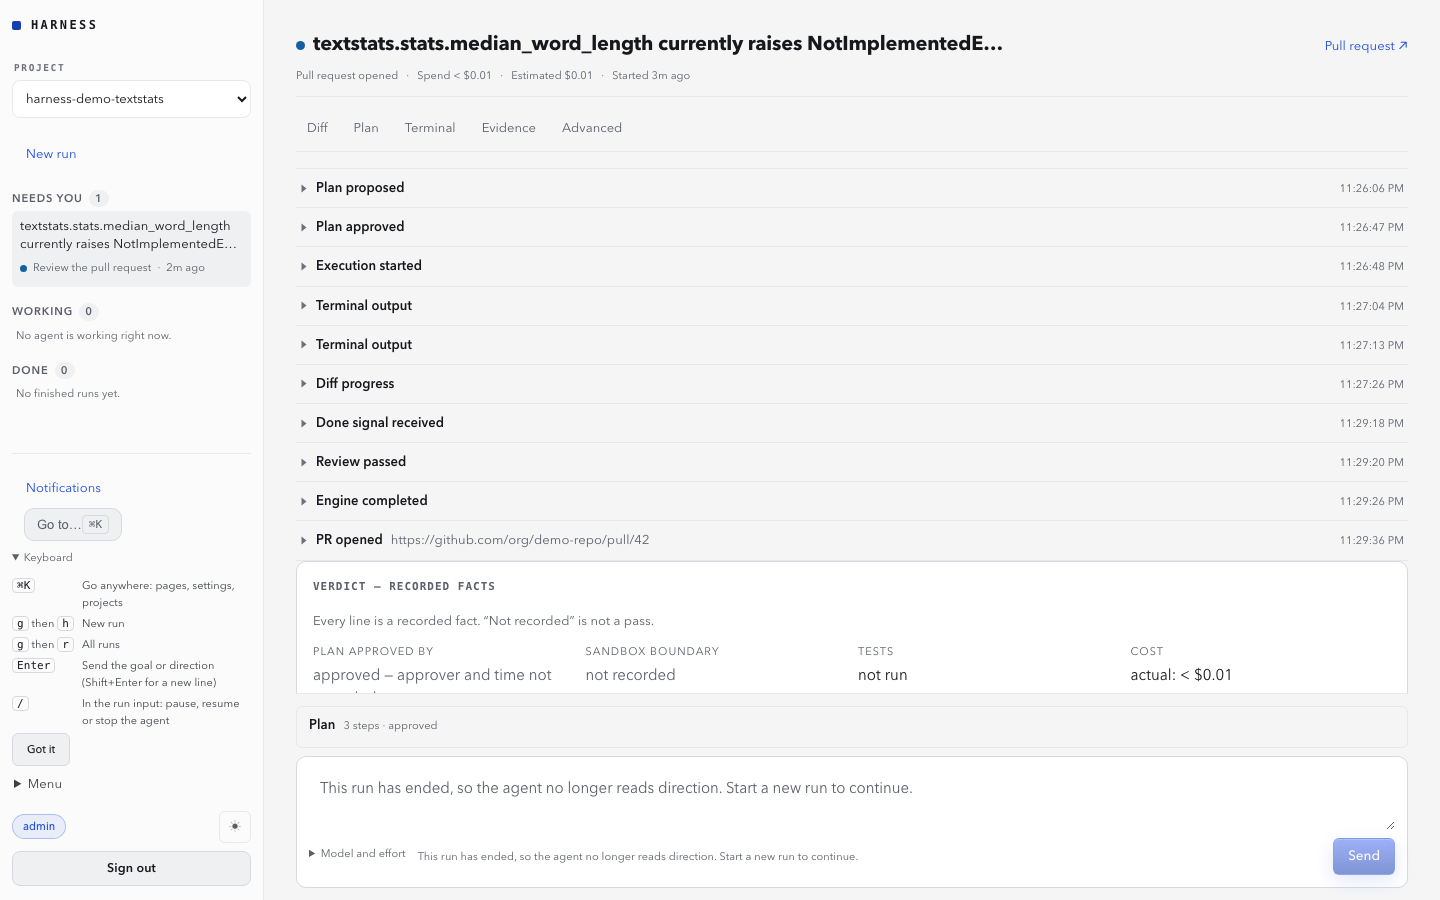 HARNESS
PROJECT
harness-demo-textstats
New run
NEEDS YOU 1
textstats.stats.median_word_length
currently raises NotImplementedE...
Review the pull request · 2m ago
WORKING 0
No agent is working right now.
DONE 0
No finished runs yet.
Notifications
Go to... ⌘K
Keyboard
⌘K Go anywhere: pages, settings,
projects
g then h New run
g then r All runs
Enter Send the goal or direction
(Shift+Enter for a new line)
/ In the run input: pause, resume
or stop the agent
Got it
Menu
admin
Sign out
textstats.stats.median_word_length currently raises NotImplementedE...
Pull request ↗
Pull request opened · Spend < $0.01 · Estimated $0.01 · Started 3m ago
Diff Plan Terminal Evidence Advanced
Plan proposed 11:26:06 PM
Plan approved 11:26:47 PM
Execution started 11:26:48 PM
Terminal output 11:27:04 PM
Terminal output 11:27:13 PM
Diff progress 11:27:26 PM
Done signal received 11:29:18 PM
Review passed 11:29:20 PM
Engine completed 11:29:26 PM
PR opened https://github.com/org/demo-repo/pull/42 11:29:36 PM
VERDICT — RECORDED FACTS
Every line is a recorded fact. “Not recorded” is not a pass.
PLAN APPROVED BY SANDBOX BOUNDARY TESTS COST
approved — approver and time not not recorded not run actual: < $0.01
Plan 3 steps · approved
This run has ended, so the agent no longer reads direction. Start a new run to continue.
Model and effort This run has ended, so the agent no longer reads direction. Start a new run to continue.
Send